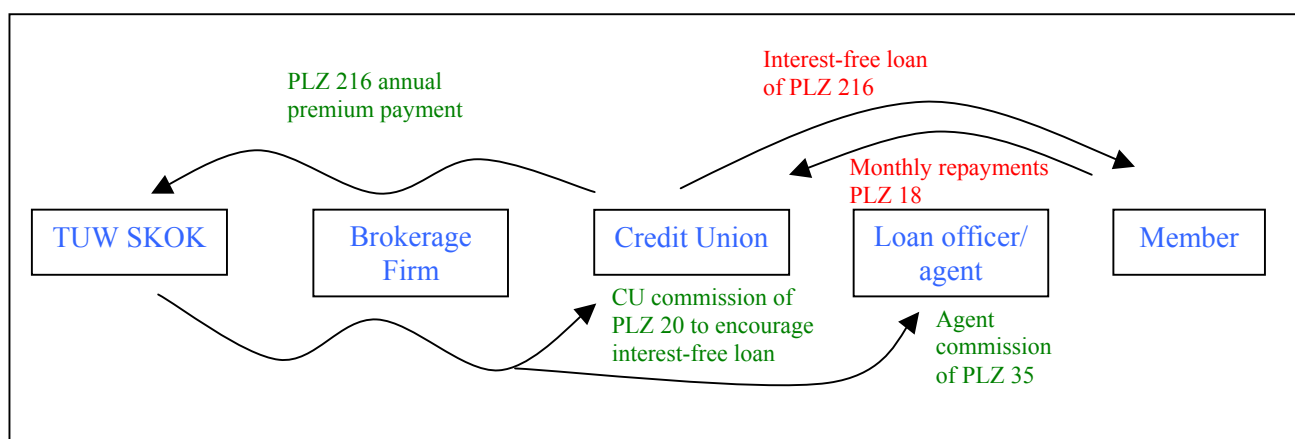 Interest-free loan
of PLZ 216
PLZ 216 annual
premium payment
Monthly repayments
PLZ 18
TUW SKOK
Brokerage
Firm
Credit Union
Loan officer/
agent
Member
CU commission of
PLZ 20 to encourage
interest-free loan
Agent
commission
of PLZ 35